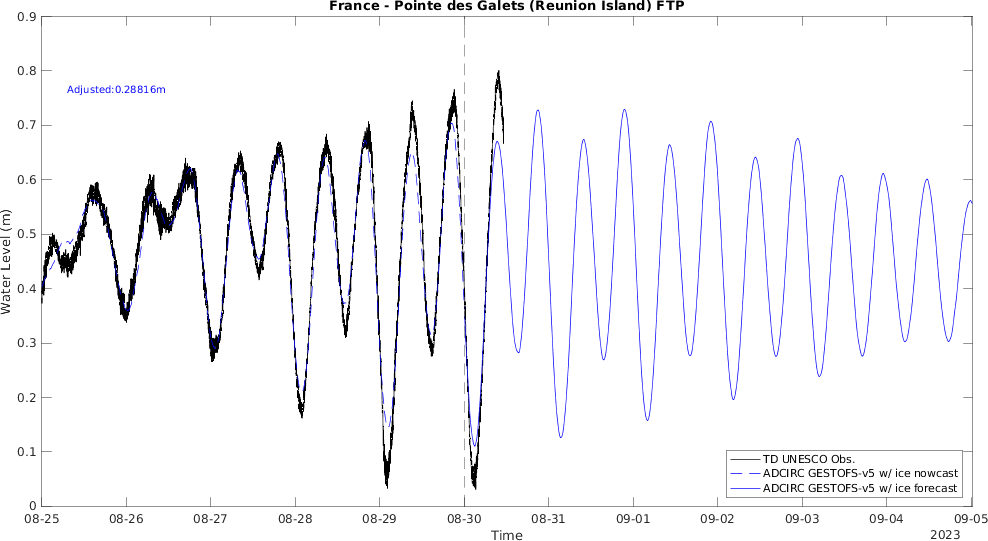 France - Pointe des Galets (Reunion Island) FTP
0.9
0.8
0.7
0.6
0.5
0.4
0.3
0.2
0.1
0
Water Level (m)
Adjusted:0.28816m
TD UNESCO Obs.
ADCIRC GESTOFS-v5 w/ ice nowcast
ADCIRC GESTOFS-v5 w/ ice forecast
08-25 08-26 08-27 08-28 08-29 08-30 08-31 09-01 09-02 09-03 09-04 09-05
Time
2023